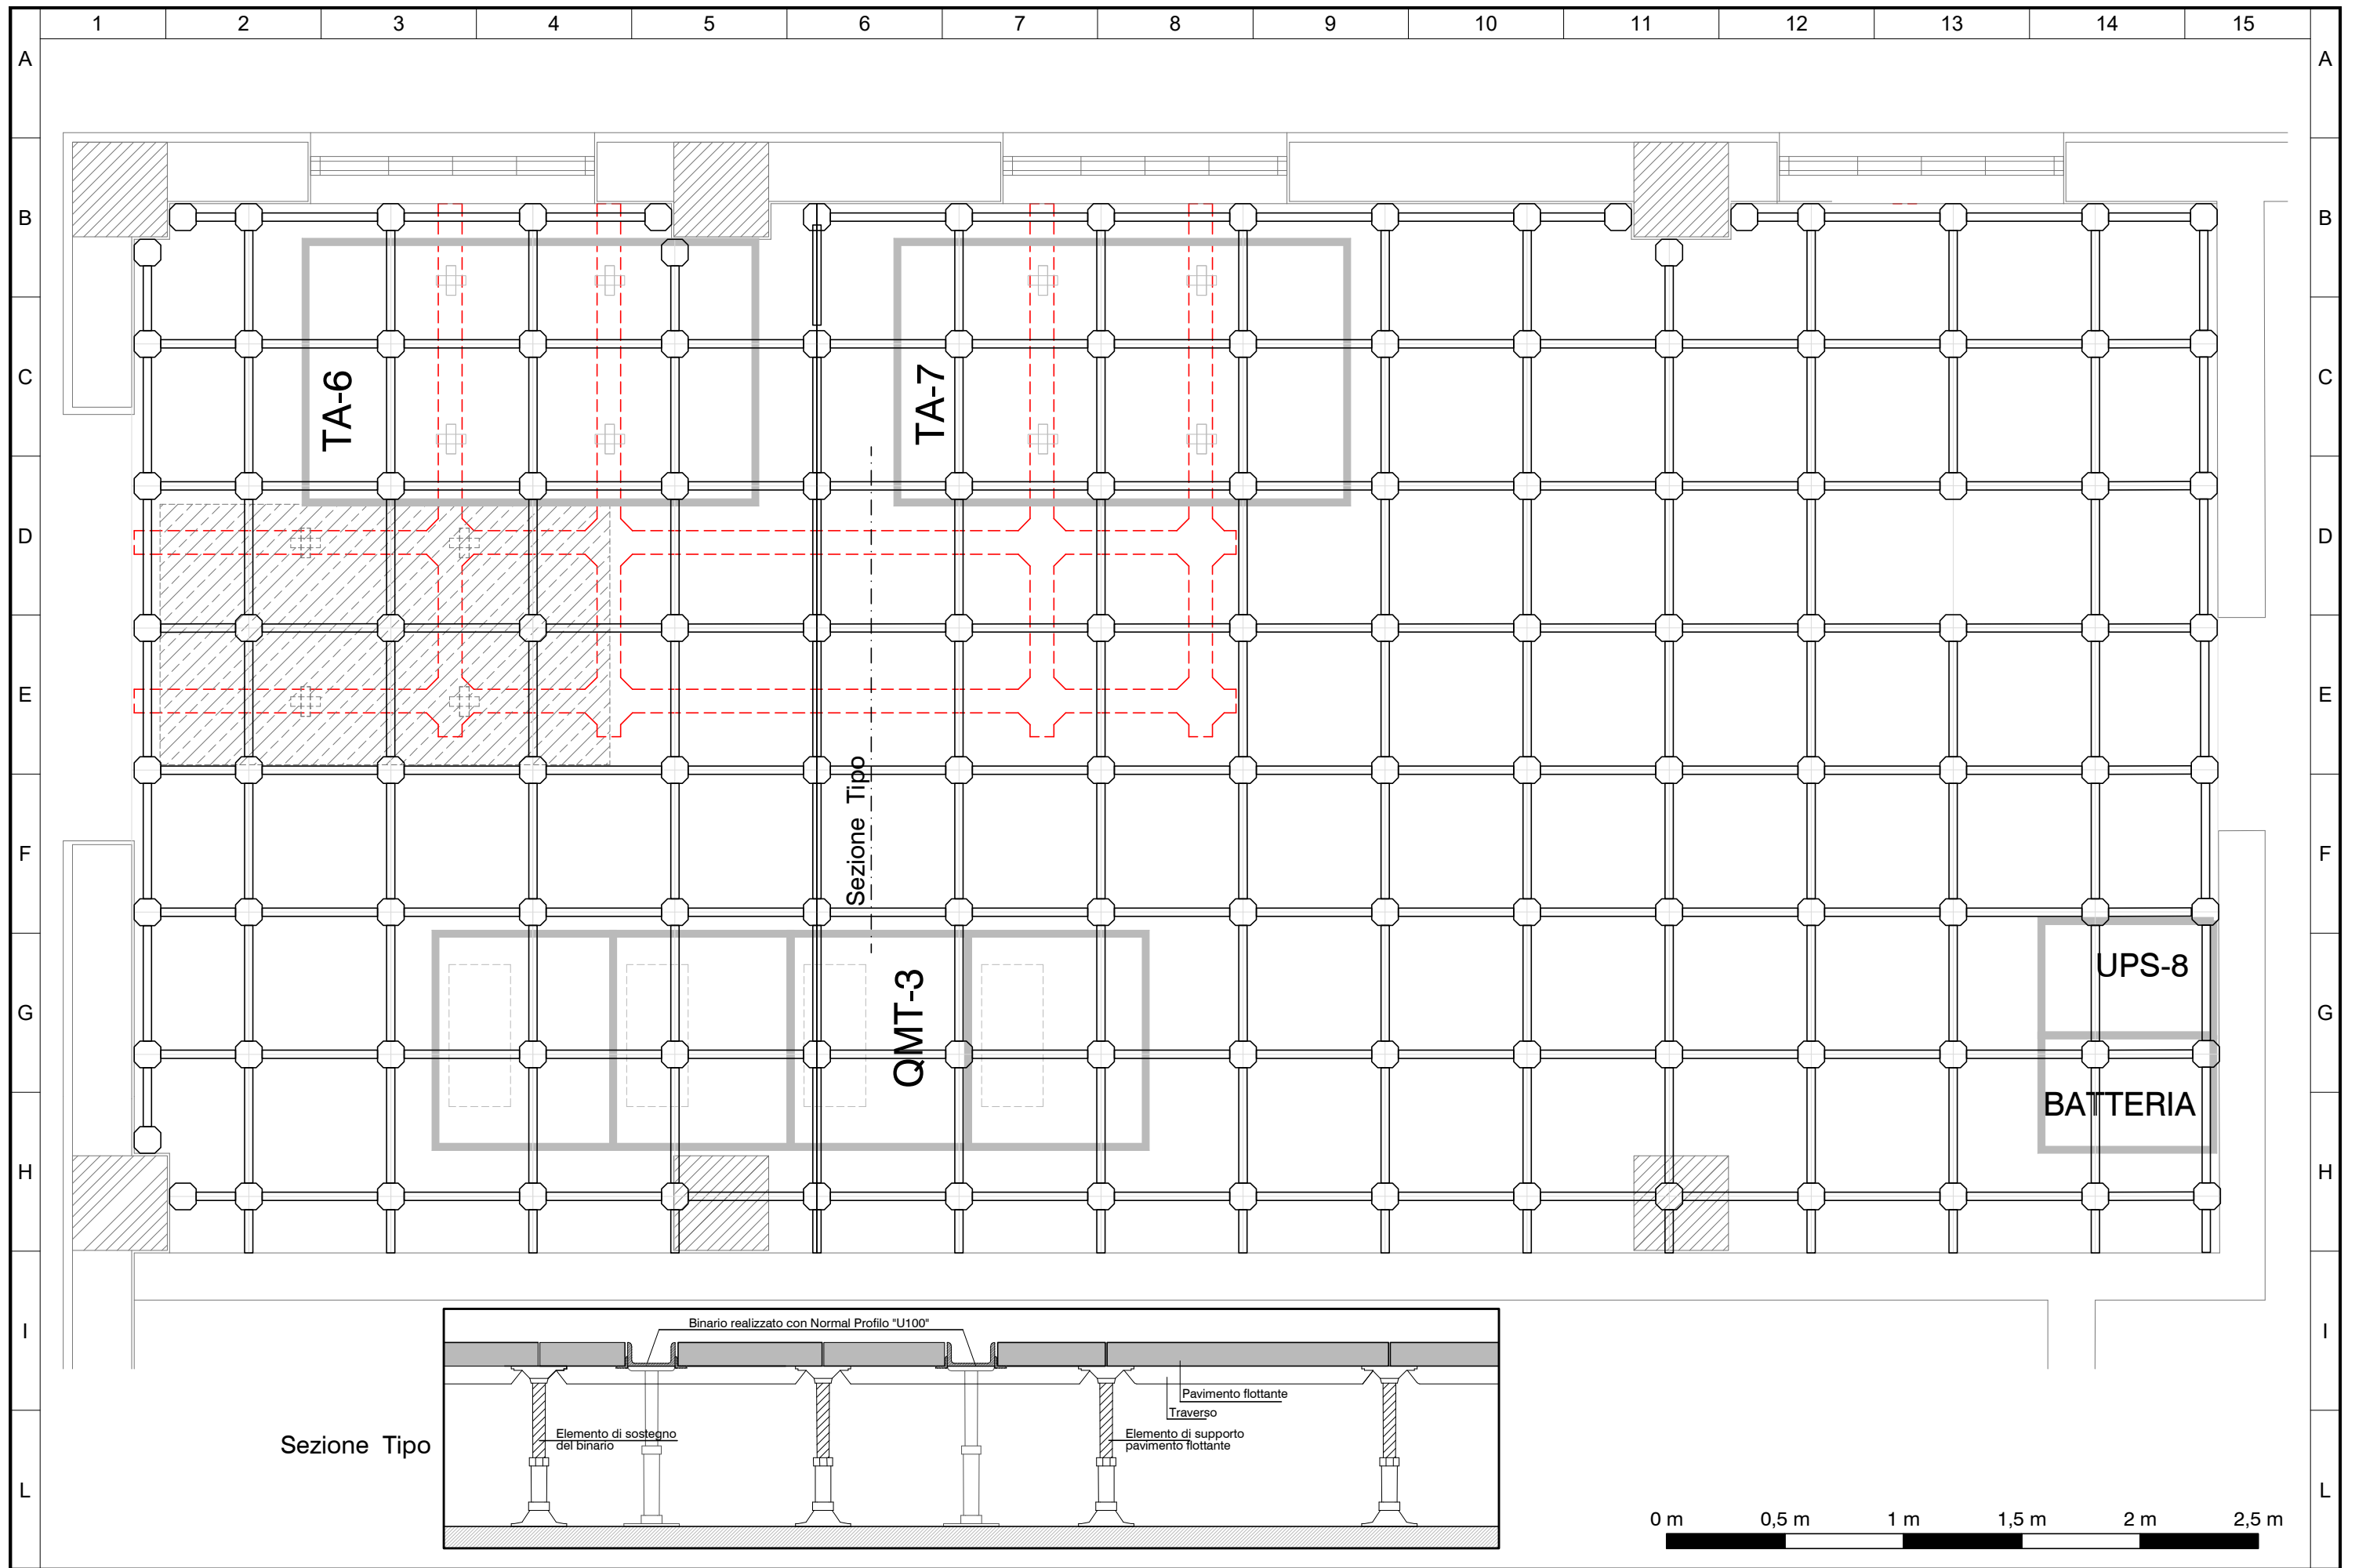 1 2 3 4 5 6 7 8 9 10 11 12 13 14 15
A A
B B
TA-6 TA-7
C C
D D
E E
Sezione Tipo
F F
UPS-8
QMT-3
G G
BATTERIA
H H
Binario realizzato con Normal Profilo "U100"
I I
Pavimento flottante
Traverso
Elemento di sostegno
del binario
Elemento di supporto
pavimento flottante
Sezione Tipo
L L
0 m 0,5 m 1 m 1,5 m 2 m 2,5 m